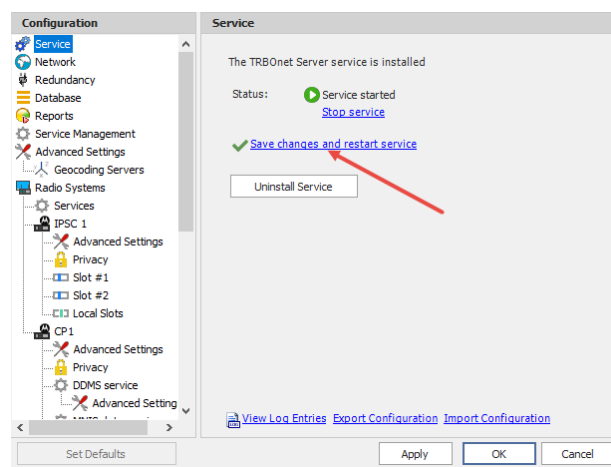 Configuration
Service
Network
Redundancy
Database
Reports
Service Management
Advanced Settings
Geocoding Servers
Radio Systems
Services
IPSC 1
Advanced Settings
Privacy
Slot #1
Slot #2
Local Slots
CP1
Advanced Settings
Privacy
DDMS service
Advanced Setting
Set Defaults
Service
The TRBOnet Server service is installed
Status: Service started
Stop service
Save changes and restart service
Uninstall Service
View Log Entries Export Configuration Import Configuration
Apply OK Cancel